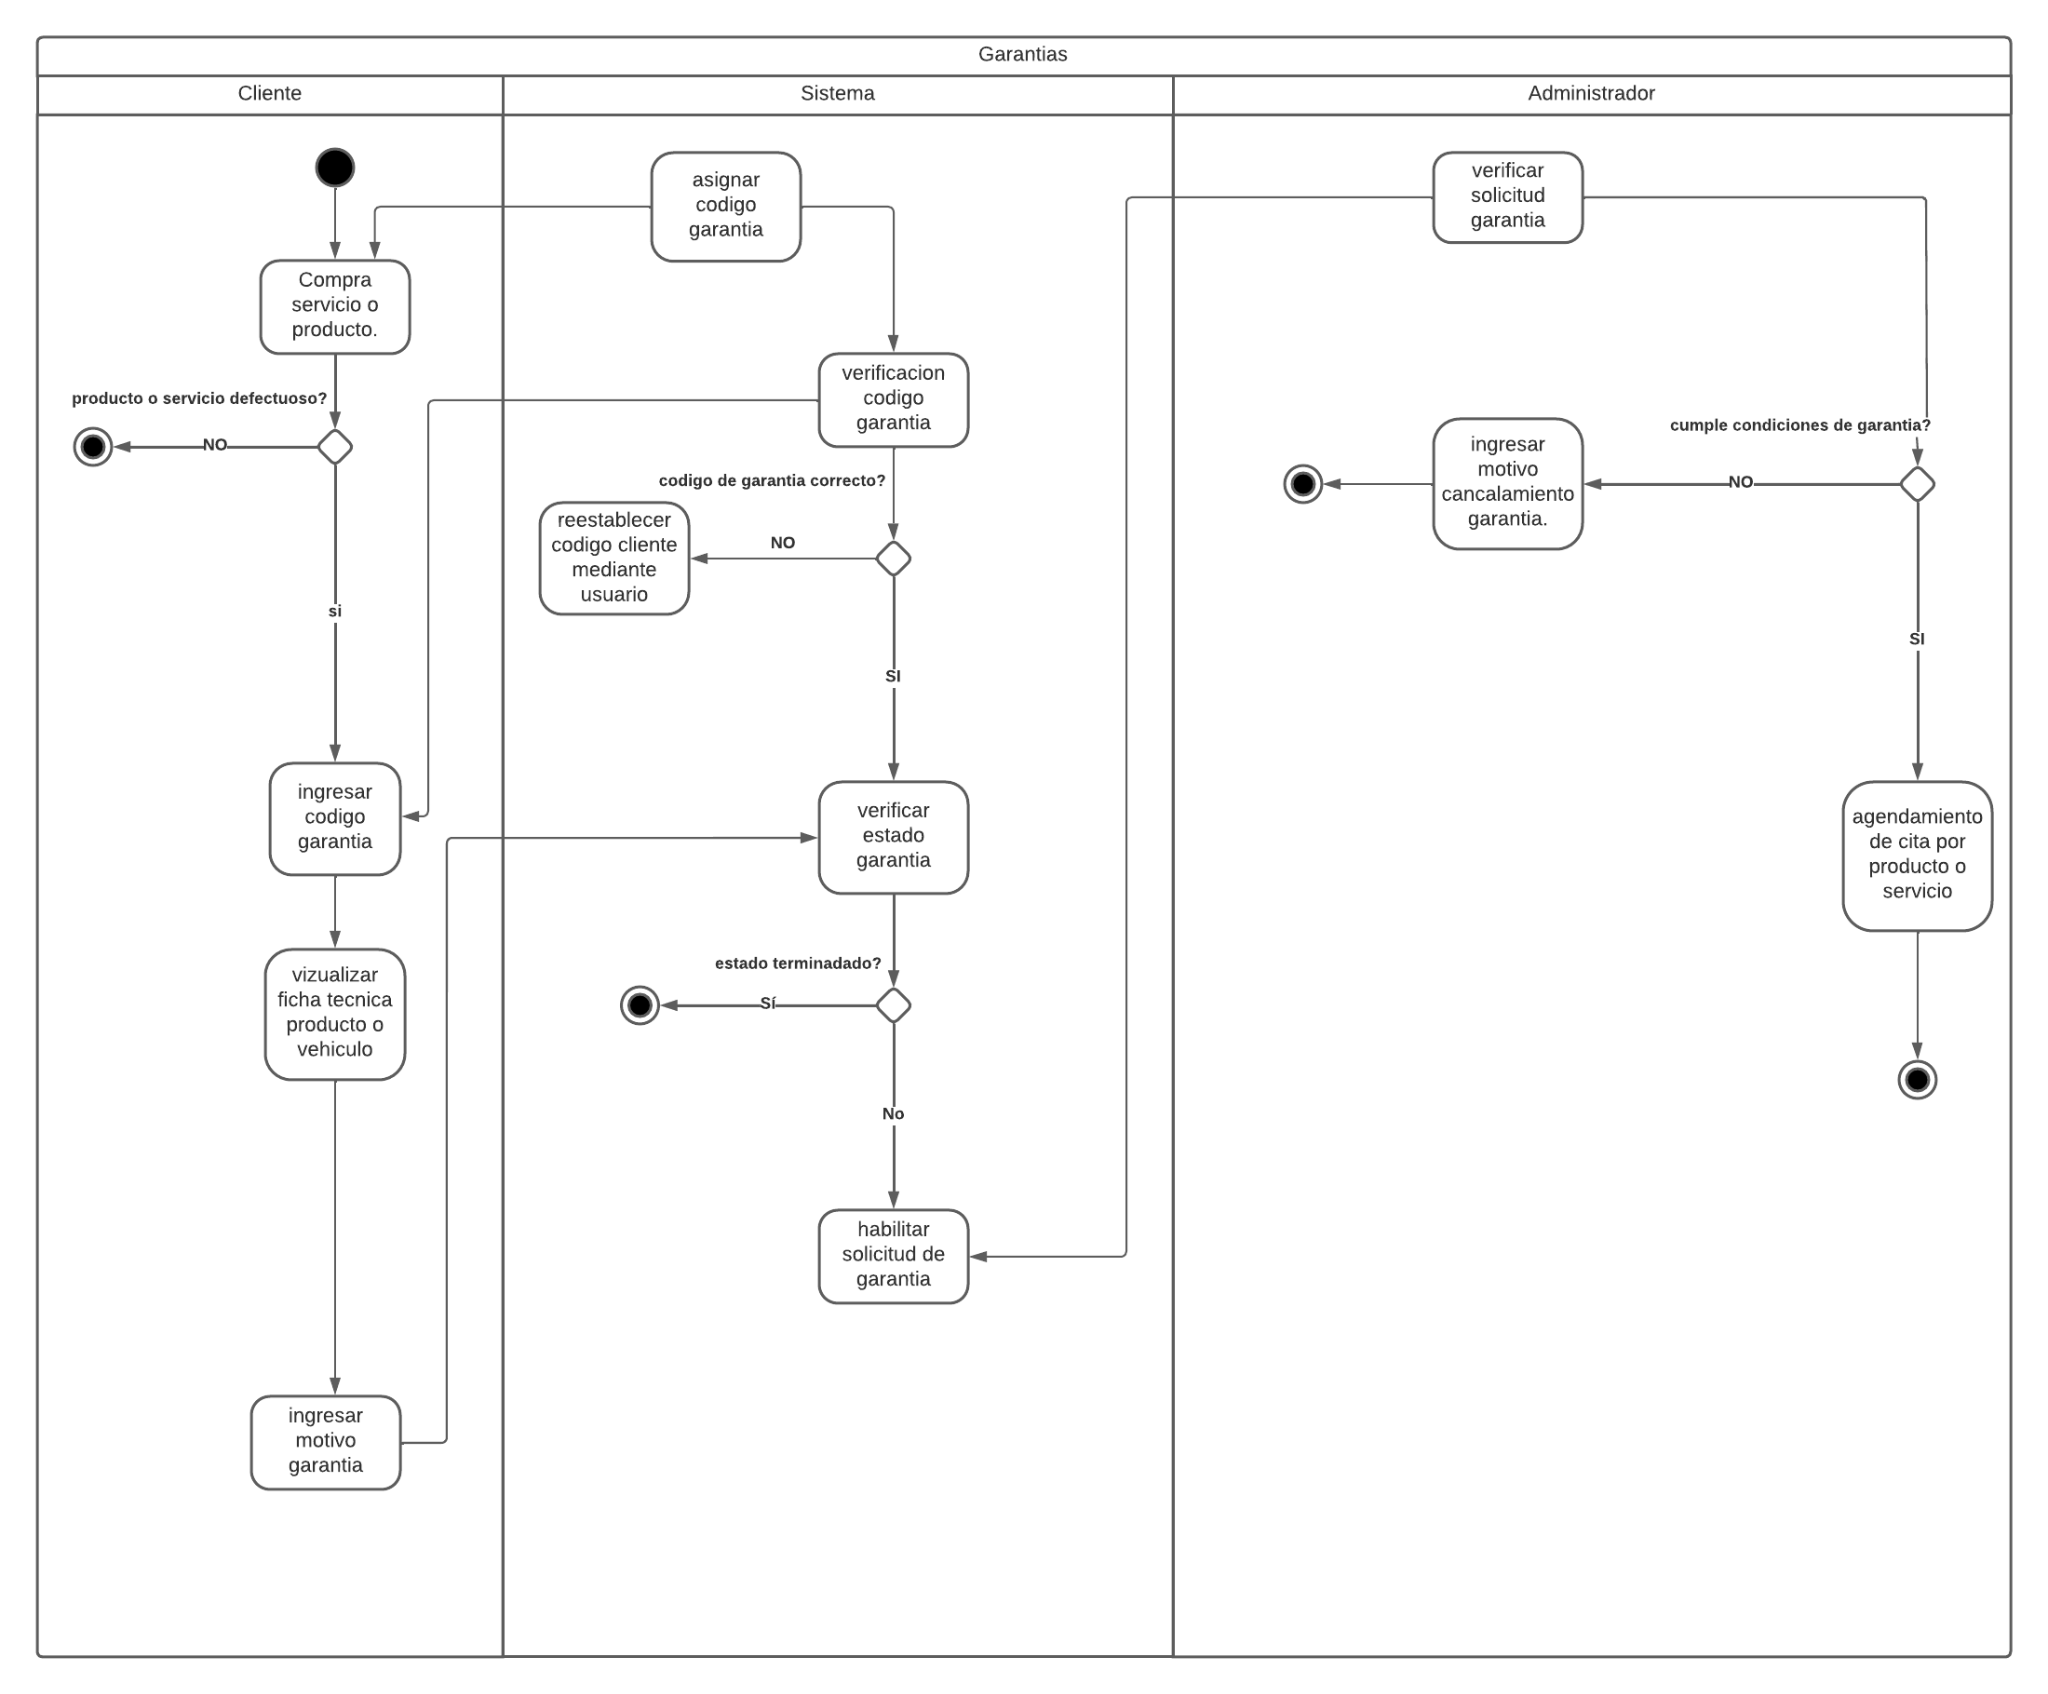 Garantias
Cliente
Sistema
Administrador
asignar
codigo
garantia
verificar
solicitud
garantia
Compra
servicio o
producto.
verificacion
codigo
garantia
producto o servicio defectuoso?
NO
cumple condiciones de garantia?
ingresar
motivo
cancalamiento
garantia.
NO
codigo de garantia correcto?
reestablecer
codigo cliente
mediante
usuario
NO
si
SI
SI
ingresar
codigo
garantia
verificar
estado
garantia
agendamiento
de cita por
producto o
servicio
vizualizar
ficha tecnica
producto o
vehiculo
estado terminadado?
Sí
No
habilitar
solicitud de
garantia
ingresar
motivo
garantia